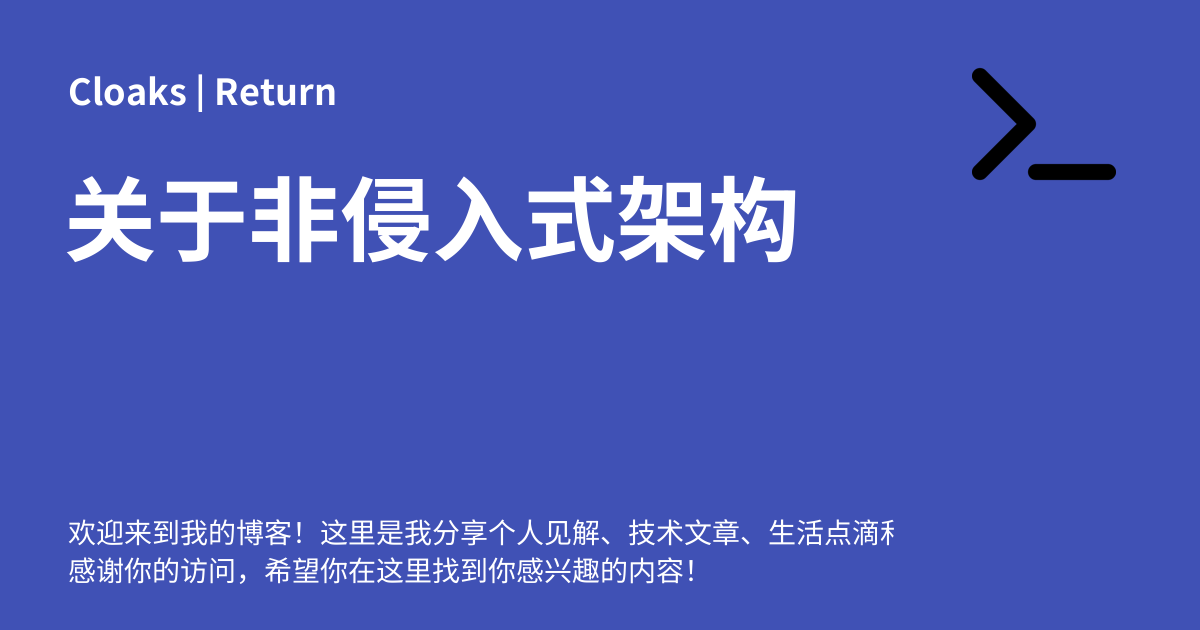 Cloaks | Return
关于非侵入式架构
欢迎来到我的博客！这里是我分享个人见解、技术文章、生活点滴
感谢你的访问，希望你在这里找到你感兴趣的内容！